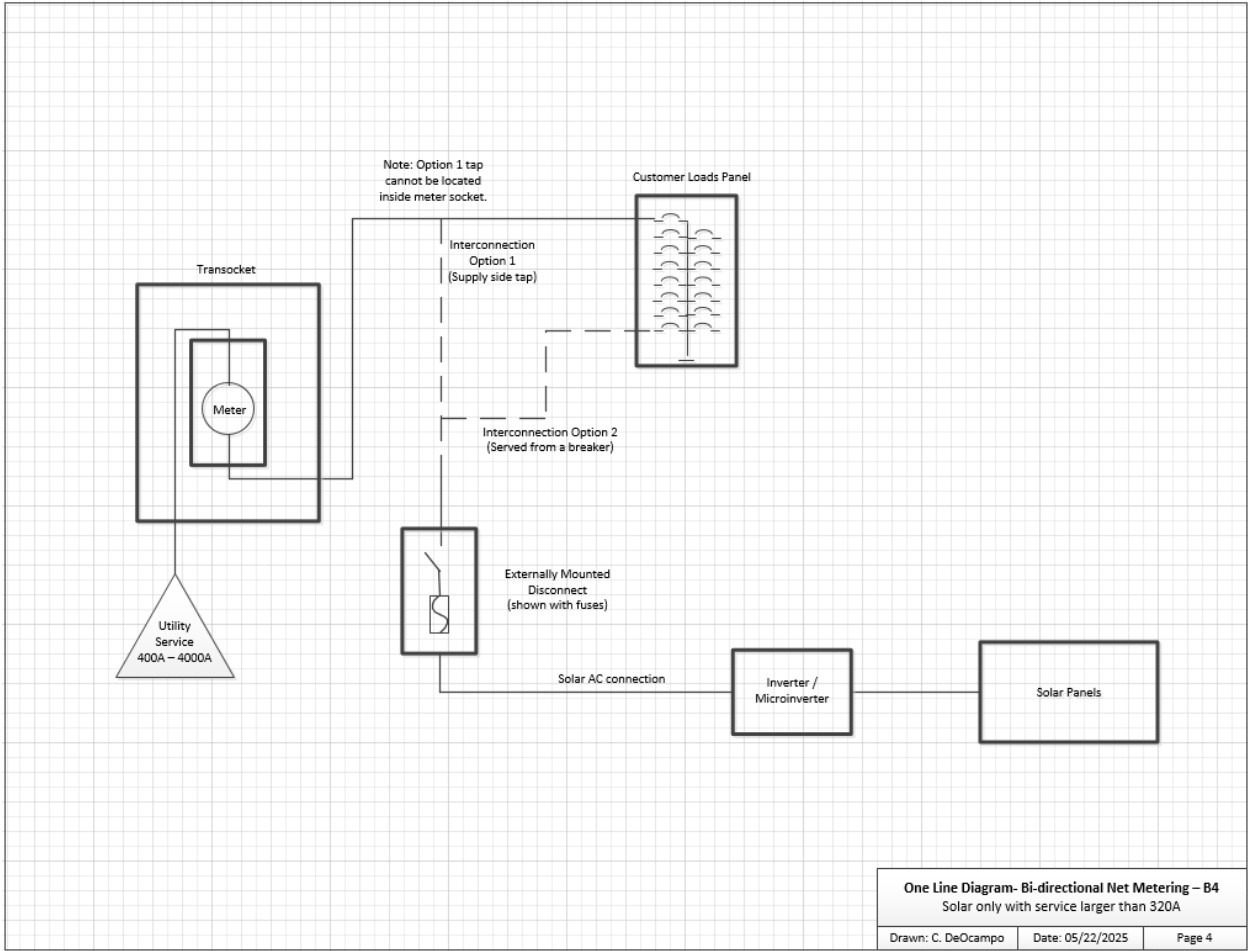 Note: Option 1 tap
cannot be located
inside meter socket.
Customer Loads Panel
Interconnection
Option 1
(Supply side tap)
Transocket
Meter
Interconnection Option 2
(Served from a breaker)
Externally Mounted
Disconnect
(shown with fuses)
Utility
Service
400A – 4000A
Solar AC connection
Inverter /
Microinverter
Solar Panels
One Line Diagram- Bi-directional Net Metering – B4
Solar only with service larger than 320A
Drawn: C. DeOcampo
Date: 05/22/2025
Page 4